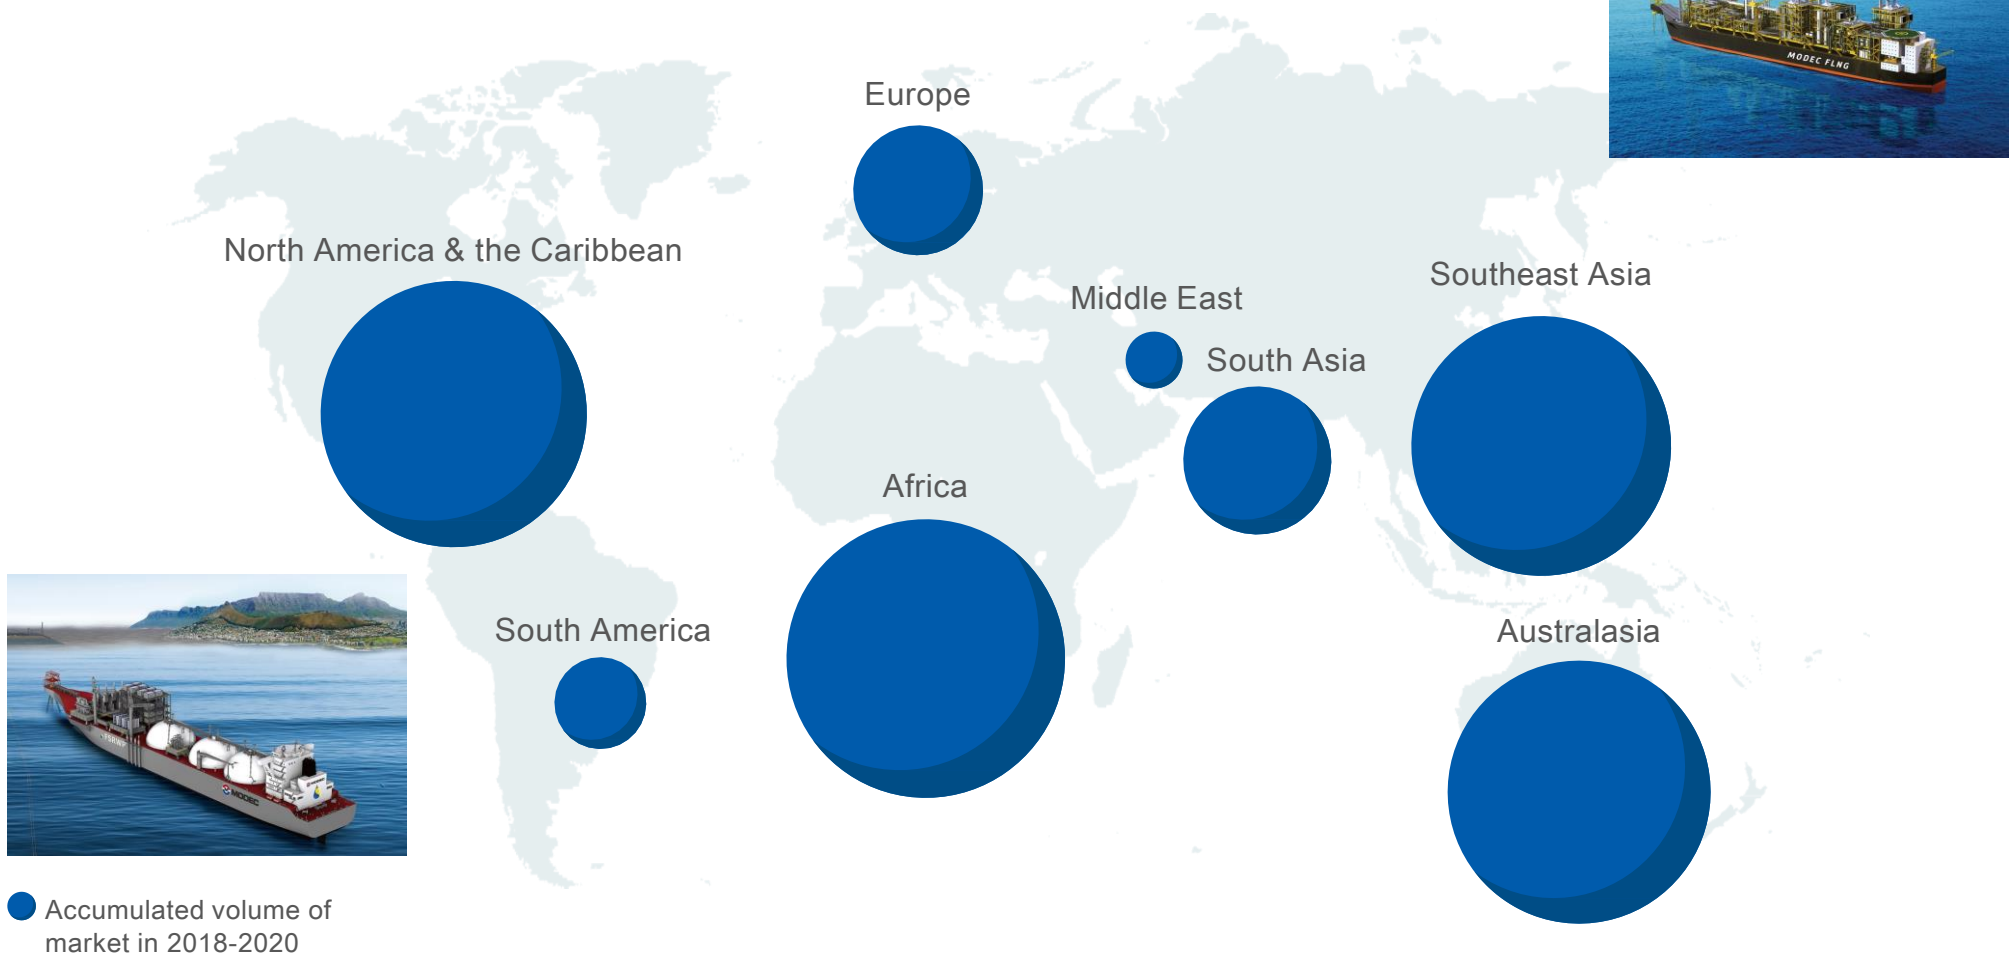 MODEC FLNG
Europe
North America & the Caribbean
Southeast Asia
Middle East
South Asia
Africa
South America
Australasia
MODEC
Accumulated volume of
market in 2018-2020